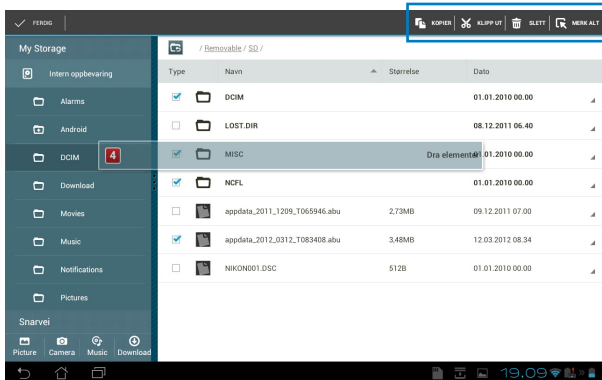 FERDIG KOPIER KLIPP UT SLETT MERK ALT
My Storage
/ Removable / SD /
Intern oppbevaring
Type Navn Størrelse Dato
Alarms
DCIM 01.01.2010 00.00
Android
LOST.DIR 08.12.2011 06.40
DCIM
4 MISC Dra elementer 01.01.2010 00.00
Download
NCFL 01.01.2010 00.00
Movies
appdata_2011_1209_T065946.abu 2,73MB 09.12.2011 07.00
Music
appdata_2012_0312_T083408.abu 3,48MB 12.03.2012 08.34
Notifications
NIKON001.DSC 512B 01.01.2010 00.00
Pictures
Snarvei
Picture Camera Music Download
19.09